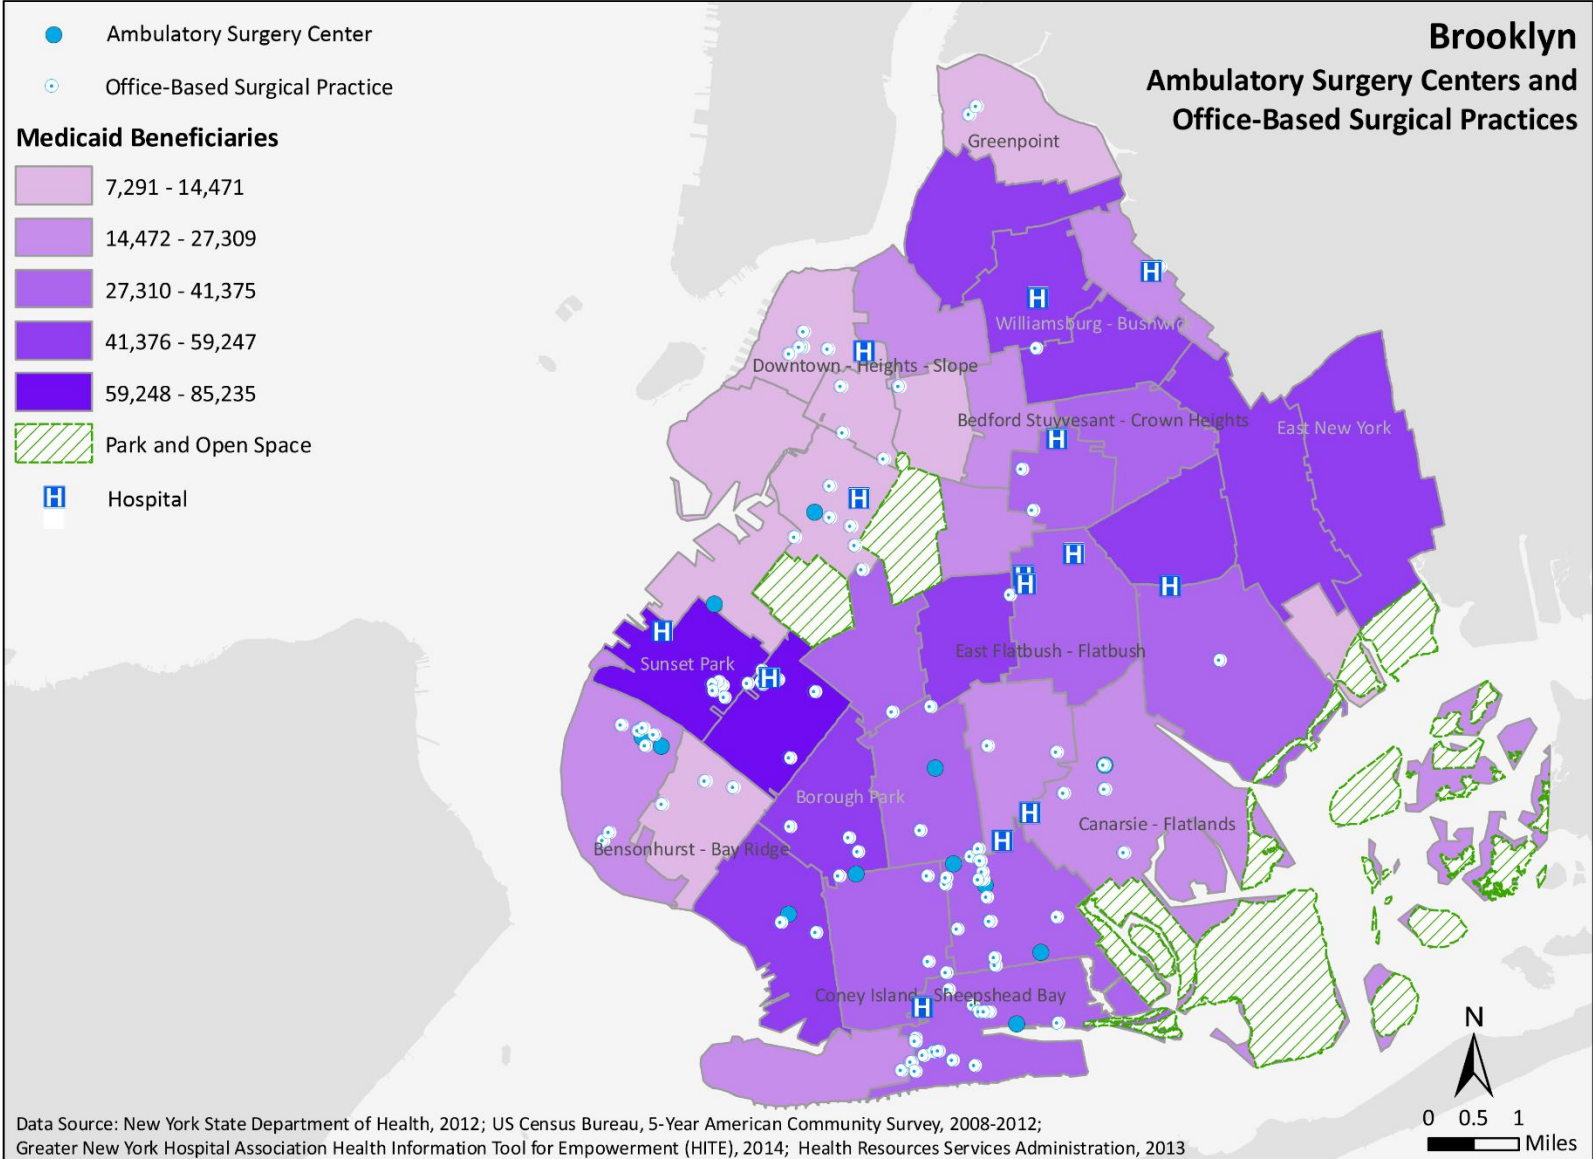 Ambulatory Surgery Center
Office-Based Surgical Practice
Medicaid Beneficiaries
7,291 - 14,471
14,472 - 27,309
27,310 - 41,375
41,376 - 59,247
59,248 - 85,235
Park and Open Space
H Hospital
Brooklyn
Ambulatory Surgery Centers and
Office-Based Surgical Practices
Greenpoint
H
H
Williamsburg - Bushwic
H
Downtown - Heights - Slope
Bedford Stuyvesant - Crown Heights
H
East New York
H
H
H
H
H
H
Sunset Park
H
East Flatbush - Flatbush
Borough Park
H
Canarsie - Flatlands
H
Bensonhurst - Bay Ridge
Coney Island - Sheepshead Bay
H
N
0 0.5 1
Miles
Data Source: New York State Department of Health, 2012; US Census Bureau, 5-Year American Community Survey, 2008-2012;
Greater New York Hospital Association Health Information Tool for Empowerment (HITE), 2014; Health Resources Services Administration, 2013